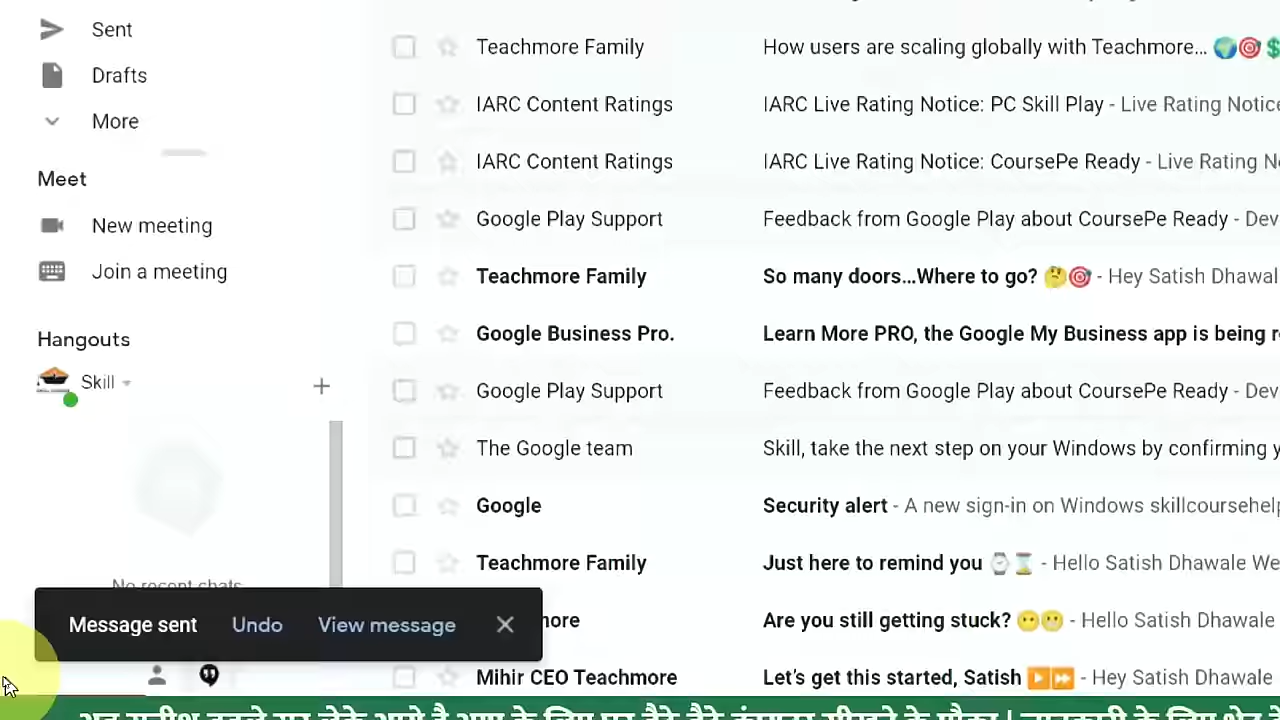 Sent
Drafts
More
Meet
New meeting
Join a meeting
Hangouts
Skill
No recent chats
Message sent Undo View message
Teachmore Family How users are scaling globally with Teachmore... 🌍🎯💲
IARC Content Ratings IARC Live Rating Notice: PC Skill Play - Live Rating Notice
IARC Content Ratings IARC Live Rating Notice: CoursePe Ready - Live Rating
Google Play Support Feedback from Google Play about CoursePe Ready - Dev
Teachmore Family So many doors...Where to go? 🤔🎯 - Hey Satish Dhawal
Google Business Pro. Learn More PRO, the Google My Business app is being
Google Play Support Feedback from Google Play about CoursePe Ready - Dev
The Google team Skill, take the next step on your Windows by confirming
Google Security alert - A new sign-in on Windows skillcoursehelp
Teachmore Family Just here to remind you ⌚⌛ - Hello Satish Dhawale We
more Are you still getting stuck? 😶😬 - Hello Satish Dhawale
Mihir CEO Teachmore Let's get this started, Satish ▶️⏩ - Hey Satish Dhawale